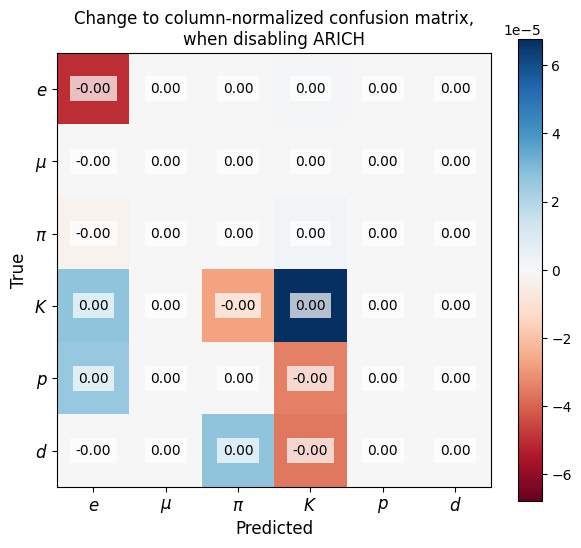 Change to column-normalized confusion matrix,
when disabling ARICH
1e−5
e -0.00 0.00 0.00 0.00 0.00 0.00
μ -0.00 0.00 0.00 0.00 0.00 0.00
π -0.00 0.00 0.00 0.00 0.00 0.00
K 0.00 0.00 -0.00 0.00 0.00 0.00
p 0.00 0.00 0.00 -0.00 0.00 0.00
d -0.00 0.00 0.00 -0.00 0.00 0.00
e μ π K p d
Predicted
True
6
4
2
0
−2
−4
−6